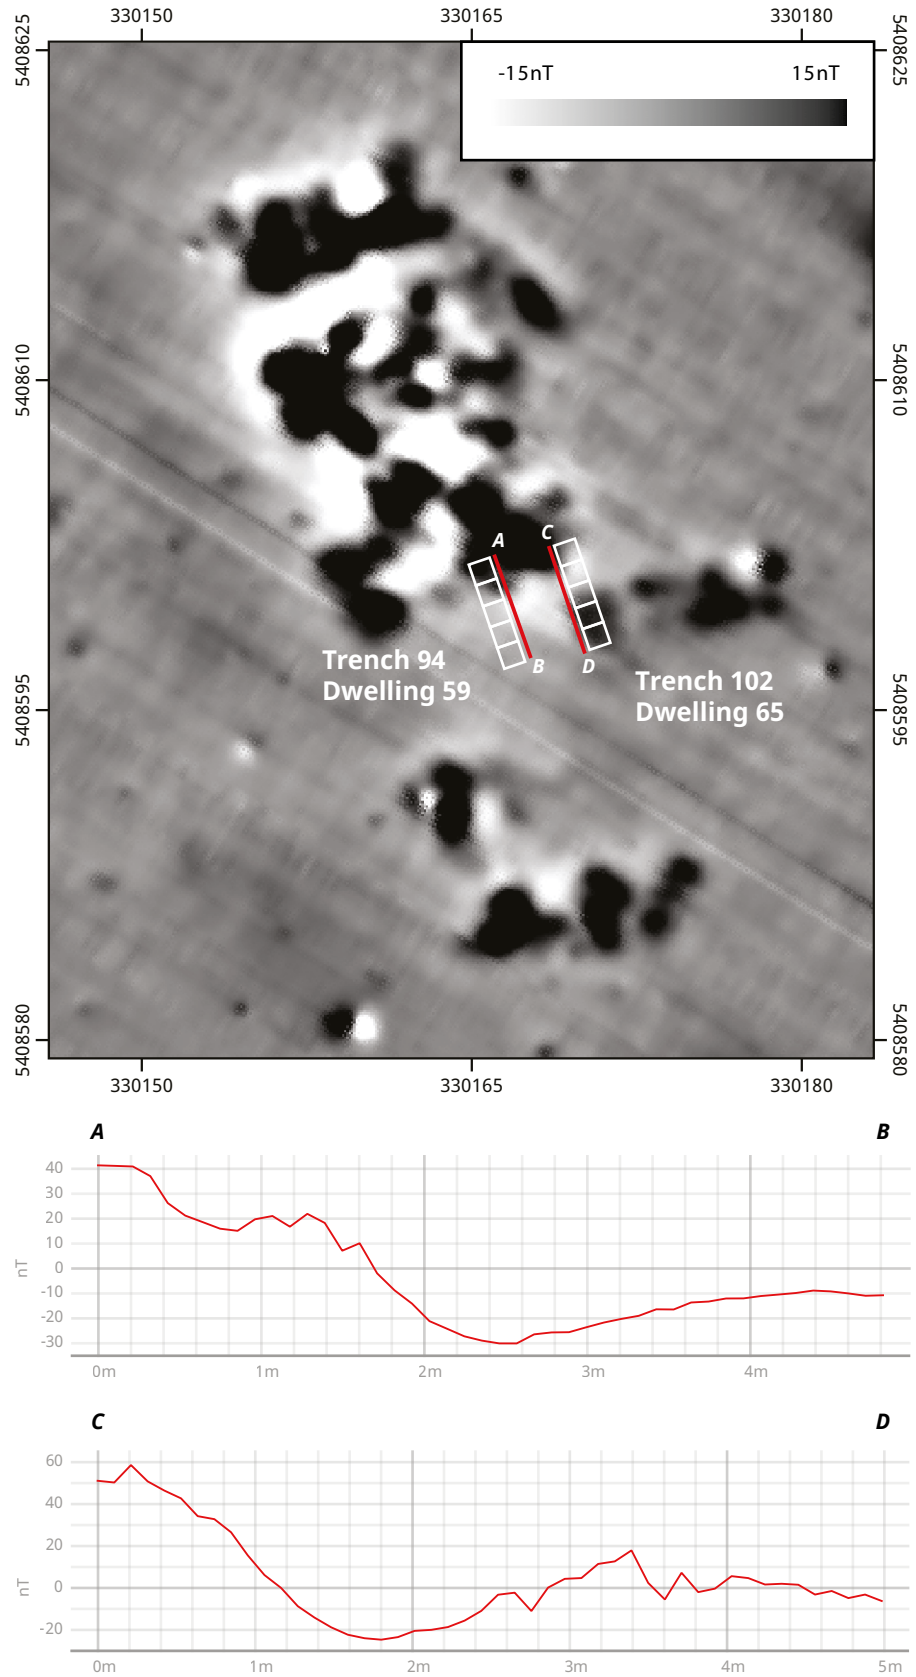 330150 330165 330180
5408625 5408625
-15nT 15nT
5408610 5408610
A C
B D
Trench 94
Dwelling 59
Trench 102
Dwelling 65
5408595 5408595
5408580 5408580
330150 330165 330180
A B
40
30
20
10
0
-10
-20
-30
nT
0m 1m 2m 3m 4m
C D
60
40
20
0
-20
nT
0m 1m 2m 3m 4m 5m